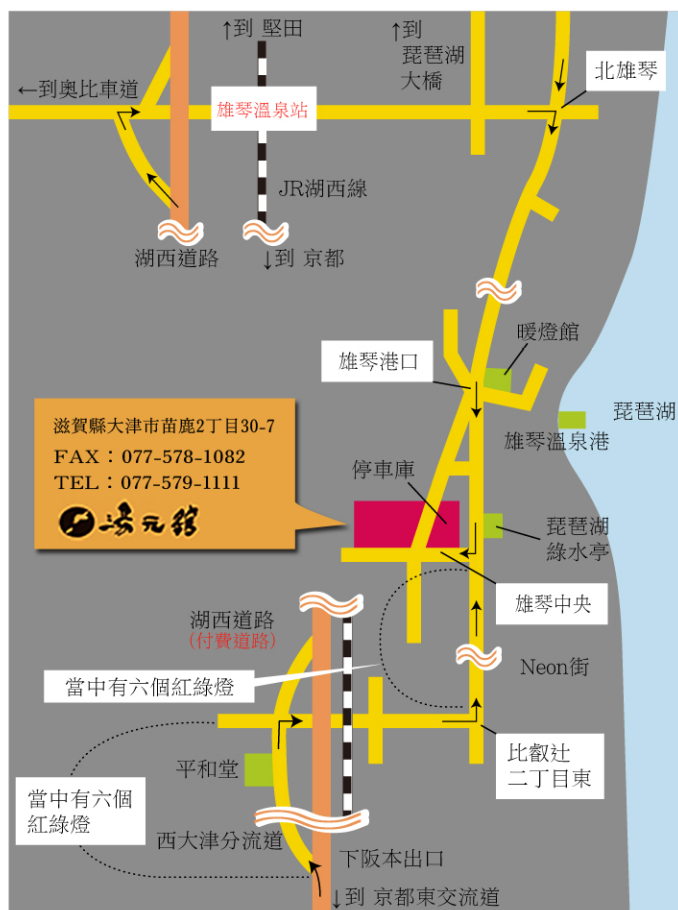 ↑到 堅田
↑到
琵琶湖
大橋
北雄琴
←到奧比車道
雄琴溫泉站
JR湖西線
湖西道路
↓到 京都
暖燈館
雄琴港口
琵琶湖
雄琴溫泉港
滋賀縣大津市苗鹿2丁目30-7
FAX：077-578-1082
TEL：077-579-1111
湯元舘
停車庫
琵琶湖
綠水亭
雄琴中央
湖西道路
(付費道路)
Neon街
當中有六個紅綠燈
比叡辻
二丁目東
平和堂
當中有六個
紅綠燈
西大津分流道
下阪本出口
↓到 京都東交流道